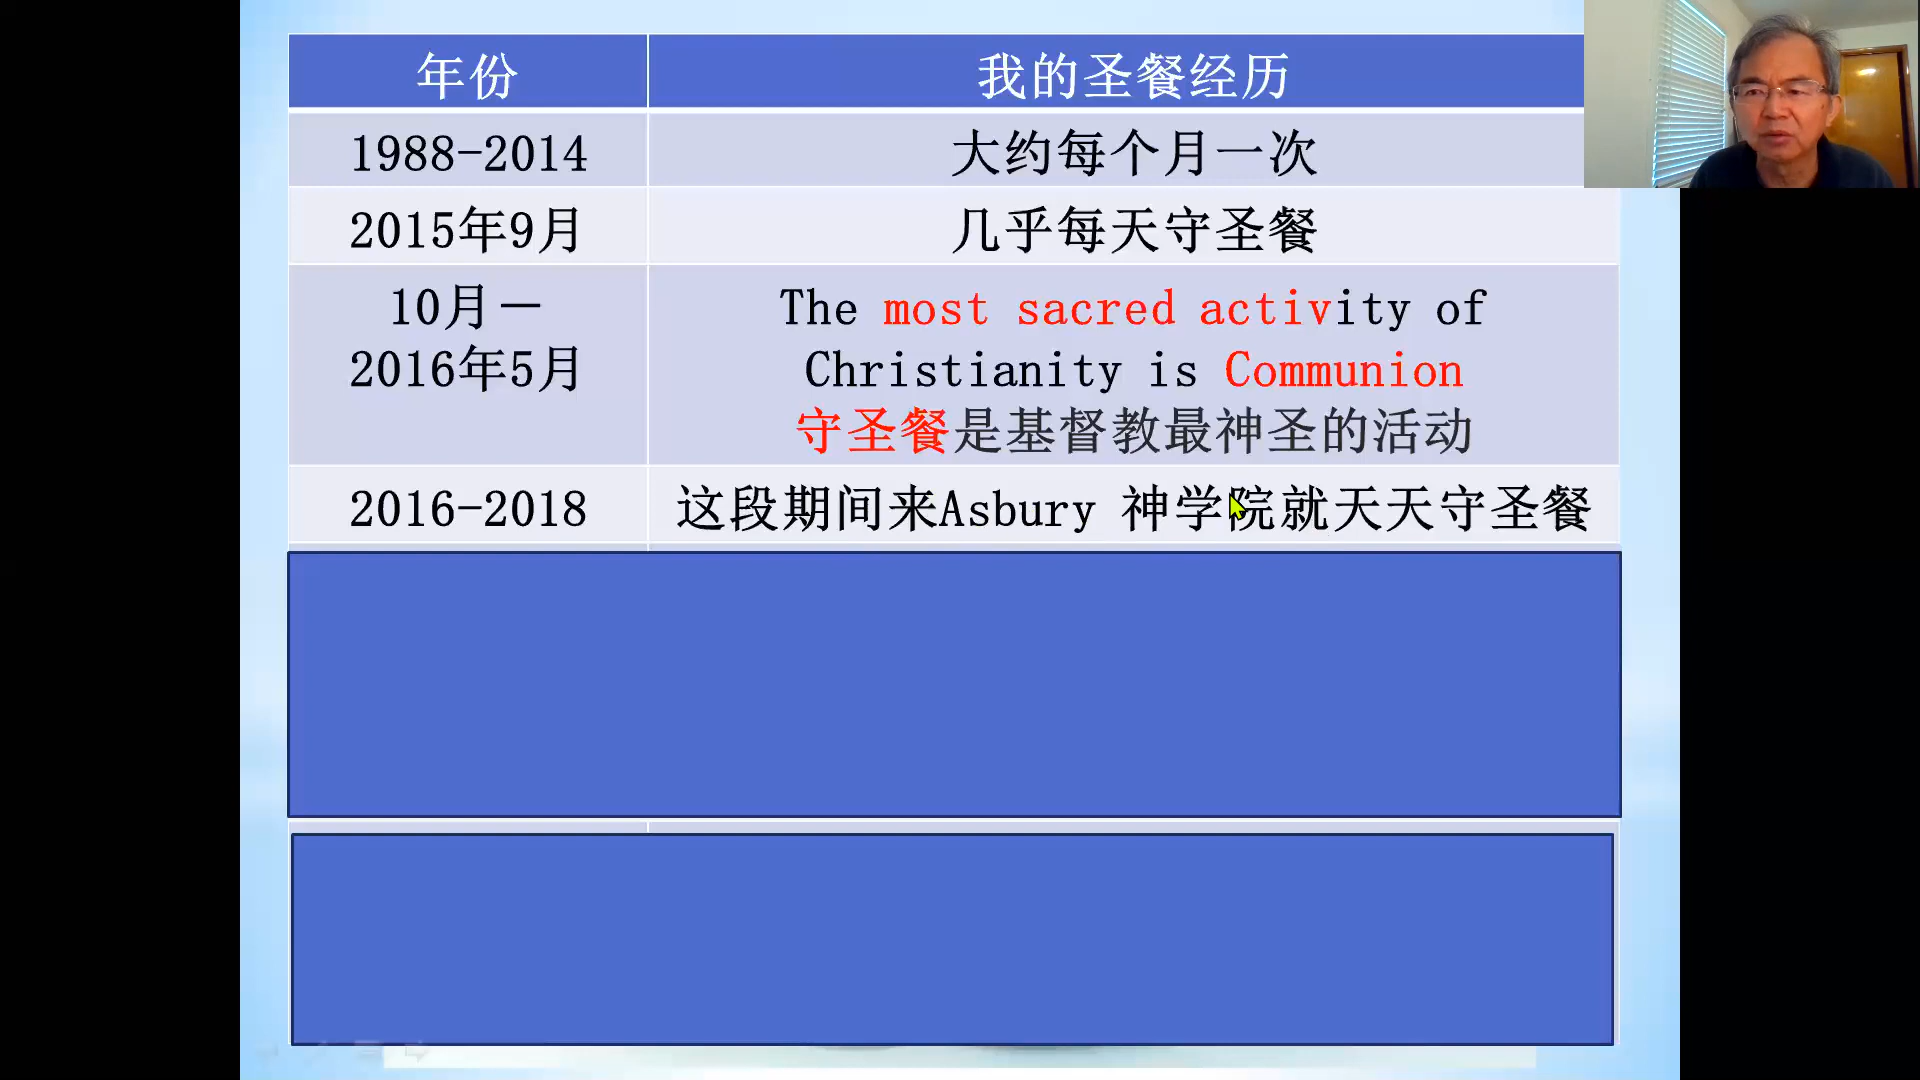 年份 我的圣餐经历
1988-2014 大约每个月一次
2015年9月 几乎每天守圣餐
10月—
2016年5月
The most sacred activity of
Christianity is Communion
守圣餐是基督教最神圣的活动
2016-2018 这段期间来Asbury 神学院就天天守圣餐